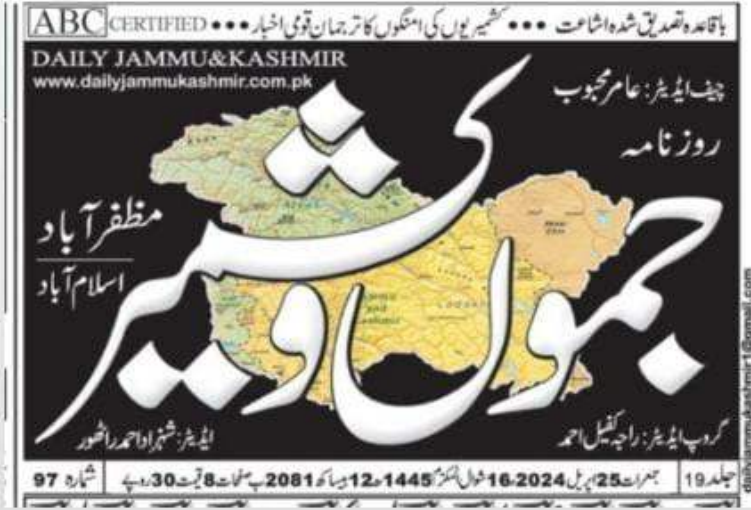 ABC CERTIFIED ●●● کشمیریوں کی امنگوں کا ترجمان قومی اخبار ●●● باقاعدہ تصدیق شدہ اشاعت
DAILY JAMMU&KASHMIR
www.dailyjammukashmir.com.pk
چیف ایڈیٹر: عامر محبوب
روزنامہ
جموں و کشمیر
مظفرآباد
اسلام آباد
گروپ ایڈیٹر: راجہ کفیل احمد
ایڈیٹر: شہزاد احمد راٹھور
جلد 19 جمعرات 25 اپریل 2024ء 16 شوال المکرم 1445ھ 12 بیساکھ 2081 ب صفحات 8 قیمت 30 روپے شمارہ 97